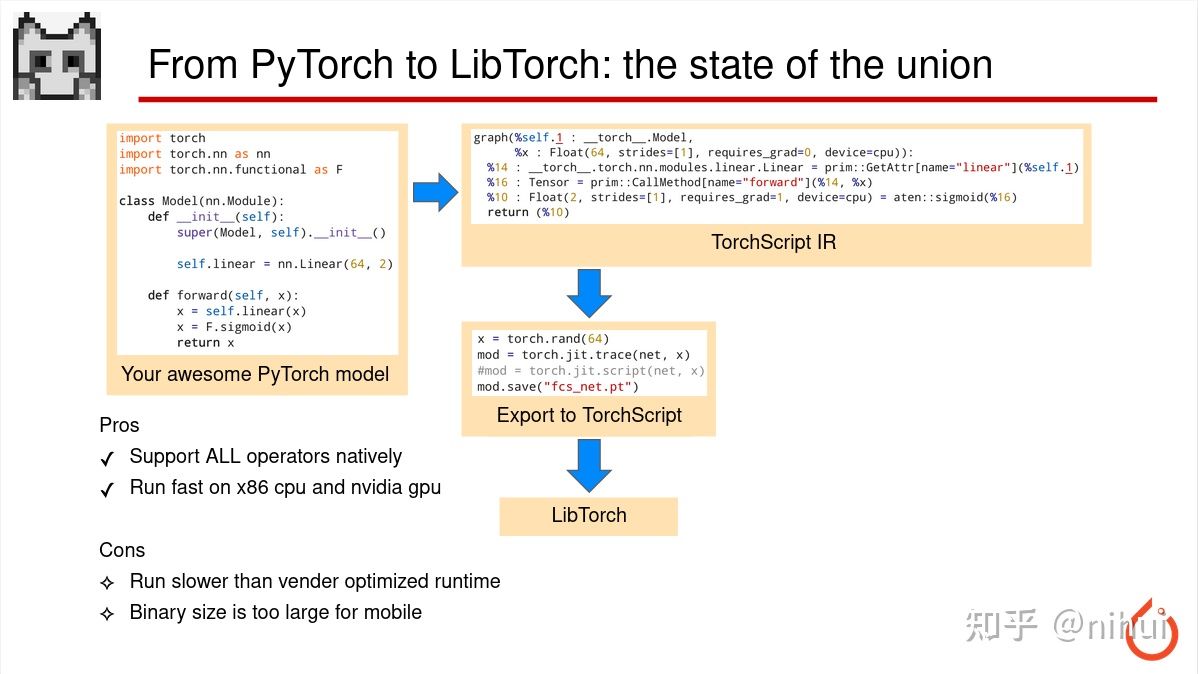 From PyTorch to LibTorch: the state of the union
import torch
import torch.nn as nn
import torch.nn.functional as F
class Model(nn.Module):
    def __init__(self):
        super(Model, self).__init__()
        self.linear = nn.Linear(64, 2)
    def forward(self, x):
        x = self.linear(x)
        x = F.sigmoid(x)
        return x
Your awesome PyTorch model
graph(%self.1 : __torch__.Model,
      %x : Float(64, strides=[1], requires_grad=0, device=cpu)):
  %14 : __torch__.torch.nn.modules.linear.Linear = prim::GetAttr[name="linear"](%self.1)
  %16 : Tensor = prim::CallMethod[name="forward"](%14, %x)
  %10 : Float(2, strides=[1], requires_grad=1, device=cpu) = aten::sigmoid(%16)
  return (%10)
TorchScript IR
x = torch.rand(64)
mod = torch.jit.trace(net, x)
#mod = torch.jit.script(net, x)
mod.save("fcs_net.pt")
Export to TorchScript
LibTorch
Pros
✓ Support ALL operators natively
✓ Run fast on x86 cpu and nvidia gpu
Cons
✧ Run slower than vender optimized runtime
✧ Binary size is too large for mobile
知乎 @nihui